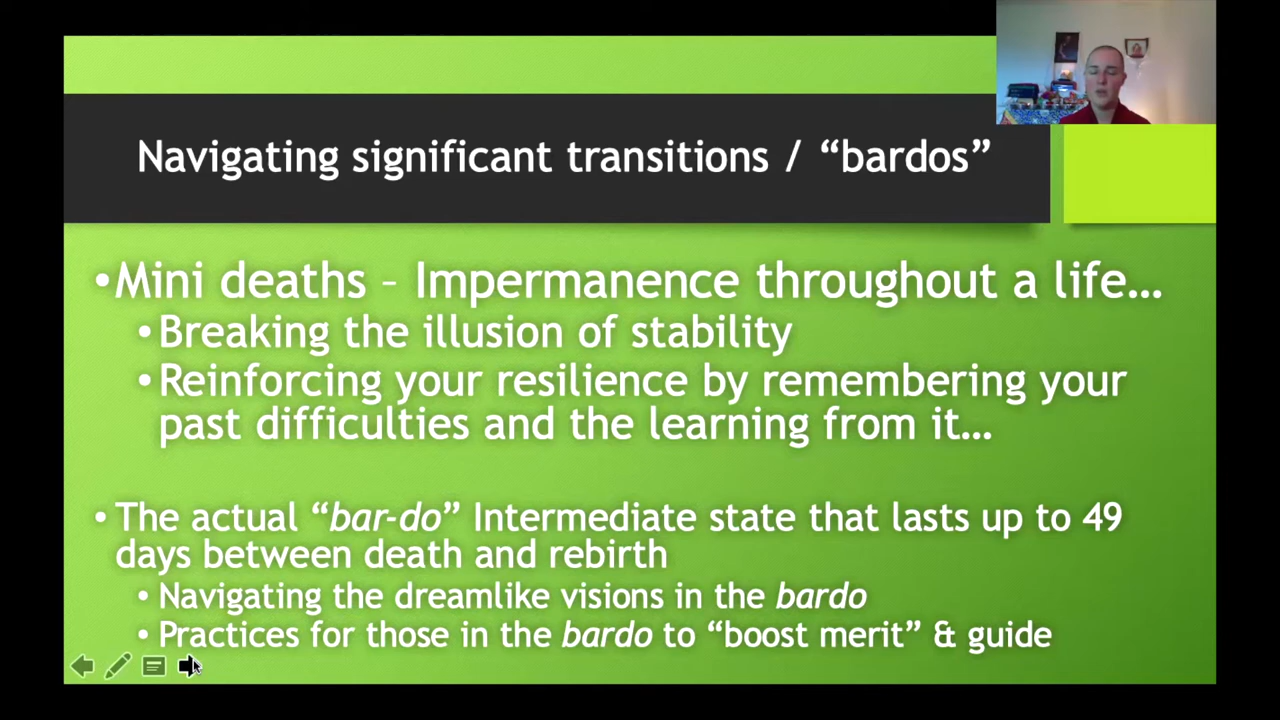 Navigating significant transitions / “bardos”
•Mini deaths – Impermanence throughout a life…
•Breaking the illusion of stability
•Reinforcing your resilience by remembering your
past difficulties and the learning from it…
• The actual “bar-do” Intermediate state that lasts up to 49
days between death and rebirth
• Navigating the dreamlike visions in the bardo
• Practices for those in the bardo to “boost merit” & guide